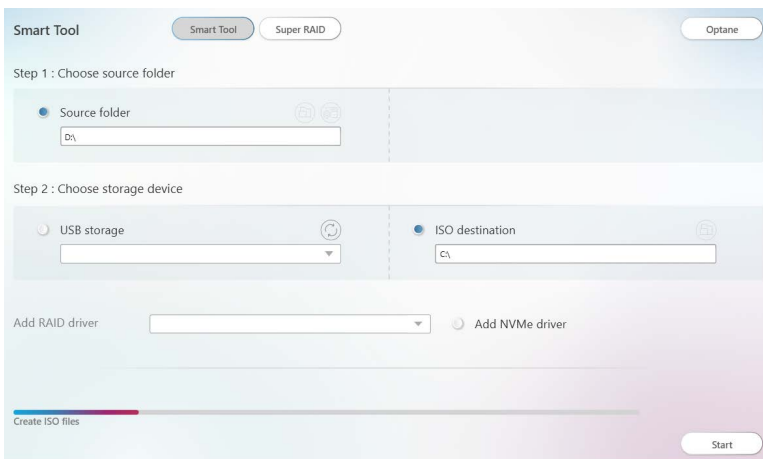 Smart Tool
Smart Tool
Super RAID
Optane
Step 1 : Choose source folder
Source folder
D:\
Step 2 : Choose storage device
USB storage
ISO destination
C:\
Add RAID driver
Add NVMe driver
Create ISO files
Start